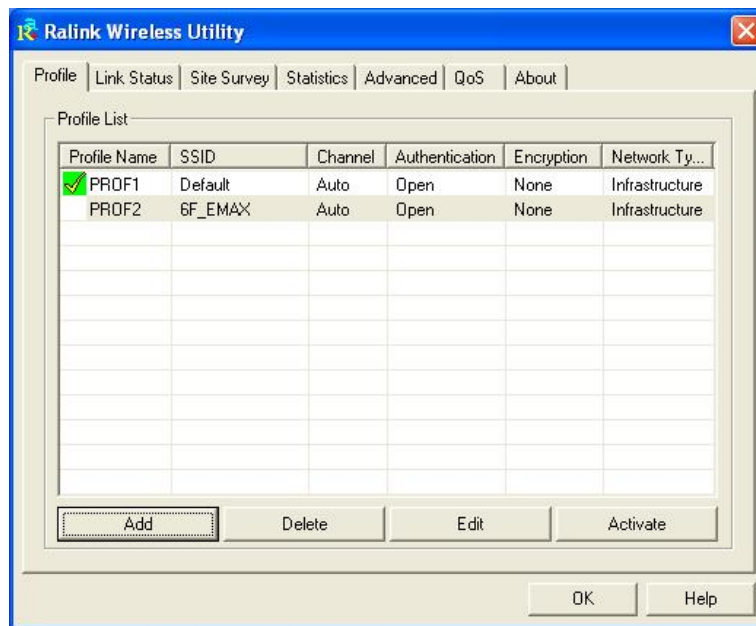 Ralink Wireless Utility
Profile Link Status Site Survey Statistics Advanced QoS About
Profile List
Profile Name SSID Channel Authentication Encryption Network Ty...
PROF1 Default Auto Open None Infrastructure
PROF2 6F_EMAX Auto Open None Infrastructure
Add Delete Edit Activate
OK Help